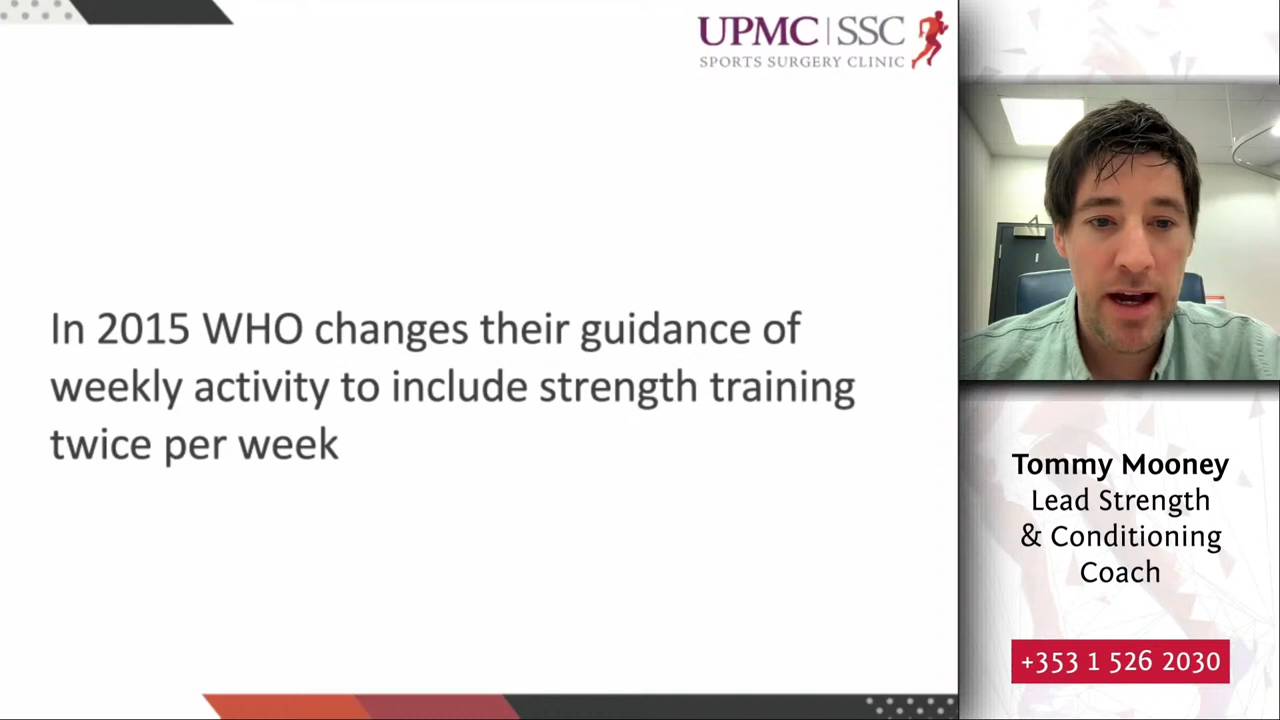 UPMC | SSC
SPORTS SURGERY CLINIC
In 2015 WHO changes their guidance of
weekly activity to include strength training
twice per week
Tommy Mooney
Lead Strength
& Conditioning
Coach
+353 1 526 2030